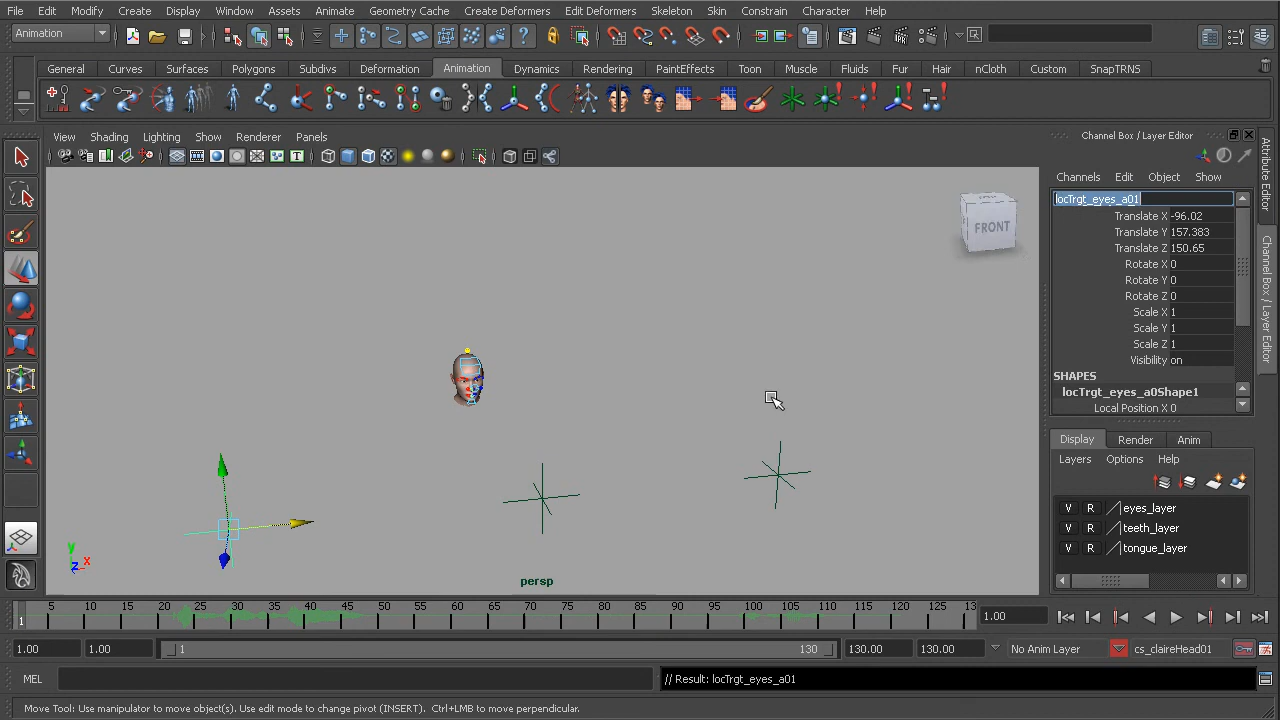 File Edit Modify Create Display Window Assets Animate Geometry Cache Create Deformers Edit Deformers Skeleton Skin Constrain Character Help
Animation
General Curves Surfaces Polygons Subdivs Deformation Animation Dynamics Rendering PaintEffects Toon Muscle Fluids Fur Hair nCloth Custom SnapTRNS
View Shading Lighting Show Renderer Panels
Channel Box / Layer Editor
Channels Edit Object Show
locTrgt_eyes_a01
Translate X -96.02
Translate Y 157.383
Translate Z 150.65
Rotate X 0
Rotate Y 0
Rotate Z 0
Scale X 1
Scale Y 1
Scale Z 1
Visibility on
SHAPES
locTrgt_eyes_a0Shape1
Local Position X 0
Attribute Editor
Channel Box / Layer Editor
FRONT
Display Render Anim
Layers Options Help
V R eyes_layer
V R teeth_layer
V R tongue_layer
y
z x
persp
5 10 15 20 25 30 35 40 45 50 55 60 65 70 75 80 85 90 95 100 105 110 115 120 125 13
1
1.00
1.00 1.00 1 130 130.00 130.00 No Anim Layer cs_claireHead01
MEL // Result: locTrgt_eyes_a01
Move Tool: Use manipulator to move object(s). Use edit mode to change pivot (INSERT). Ctrl+LMB to move perpendicular.